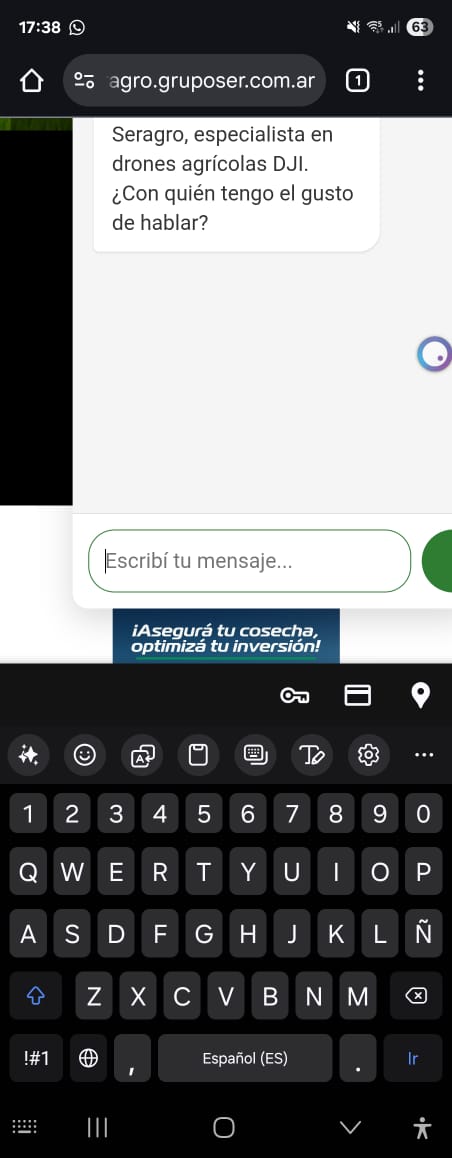 17:38
63
agro.gruposer.com.ar
1
Seragro, especialista en
drones agrícolas DJI.
¿Con quién tengo el gusto
de hablar?
Escribí tu mensaje...
¡Asegurá tu cosecha,
optimizá tu inversión!
1 2 3 4 5 6 7 8 9 0
Q W E R T Y U I O P
A S D F G H J K L Ñ
Z X C V B N M
!#1 , Español (ES) . Ir